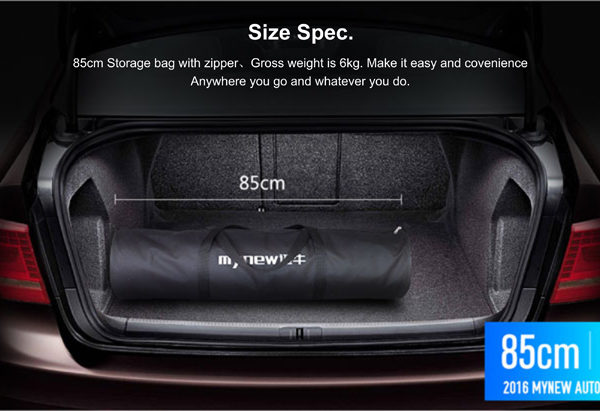 Size Spec.
85cm Storage bag with zipper、Gross weight is 6kg. Make it easy and covenience
Anywhere you go and whatever you do.
85cm
85cm
2016 MYNEW AUTO